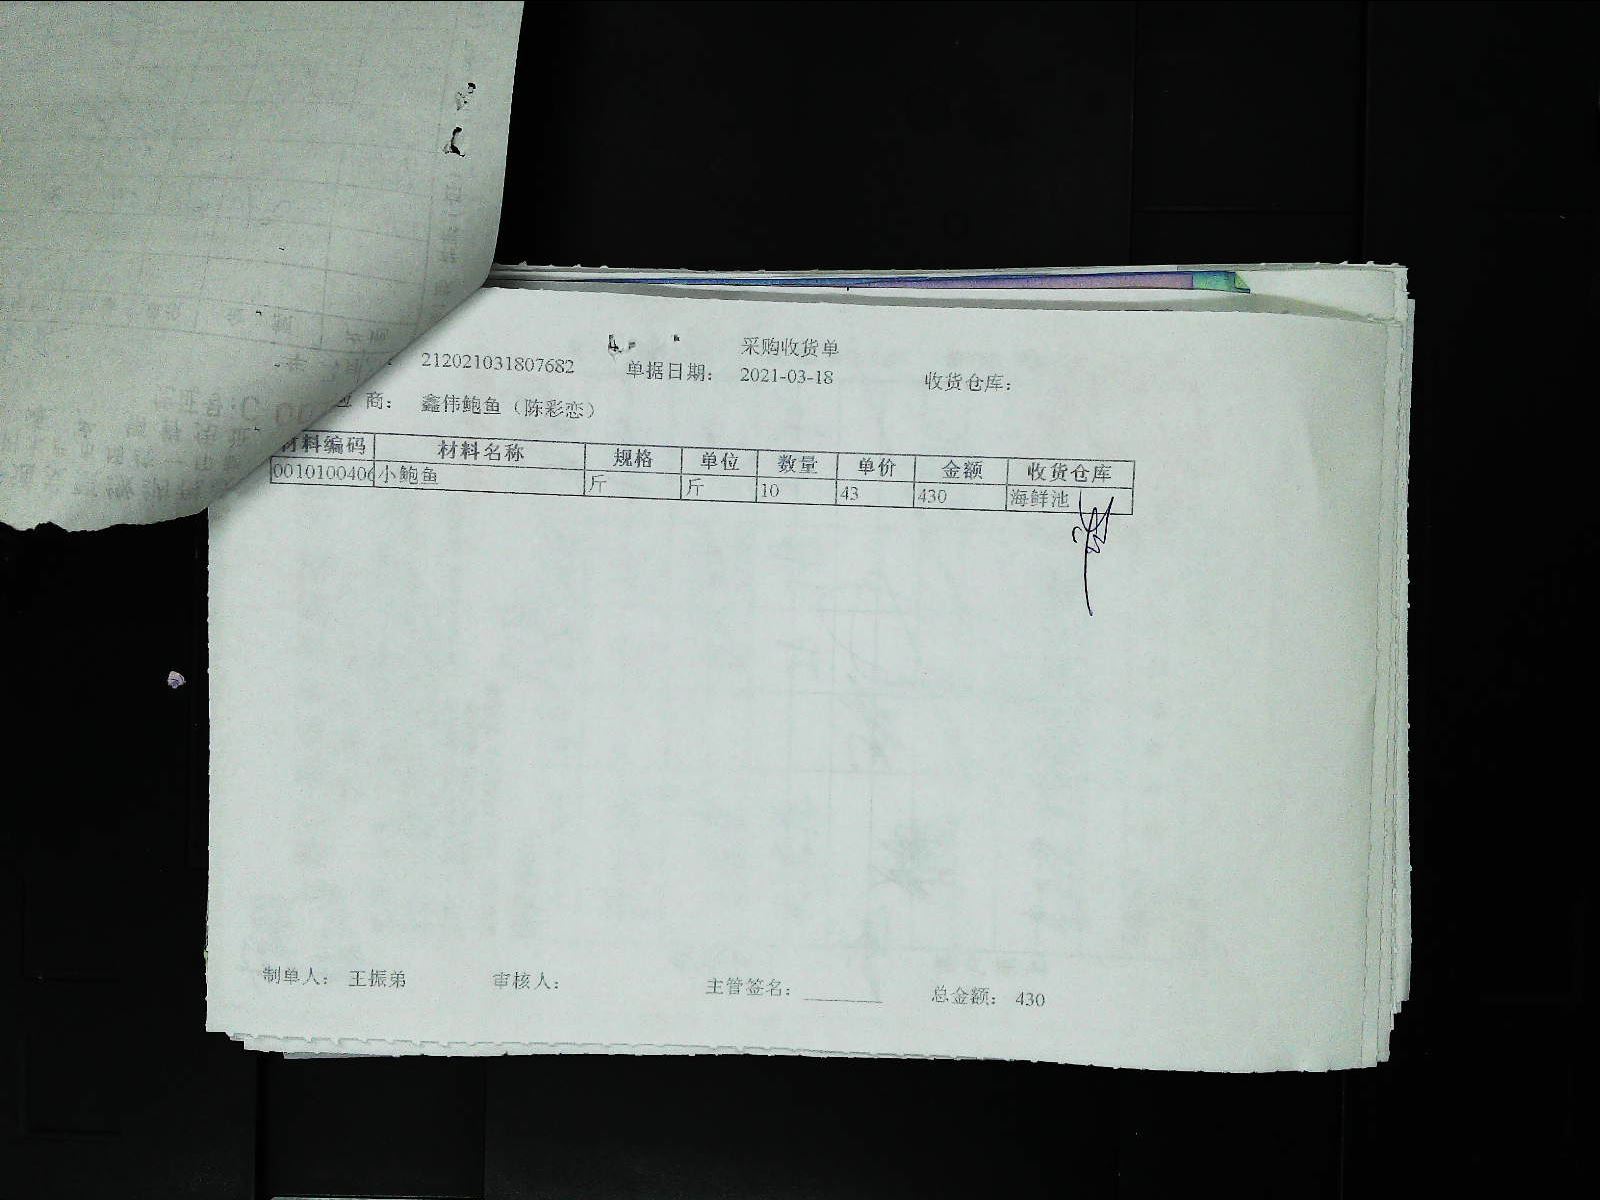 采购收货单
212021031807682 单据日期： 2021-03-18 收货仓库：
商： 鑫伟鲍鱼（陈彩恋）
材料编码 材料名称 规格 单位 数量 单价 金额 收货仓库
0010100406 小鲍鱼 斤 斤 10 43 430 海鲜池
制单人： 王振弟 审核人： 主管签名： 总金额： 430